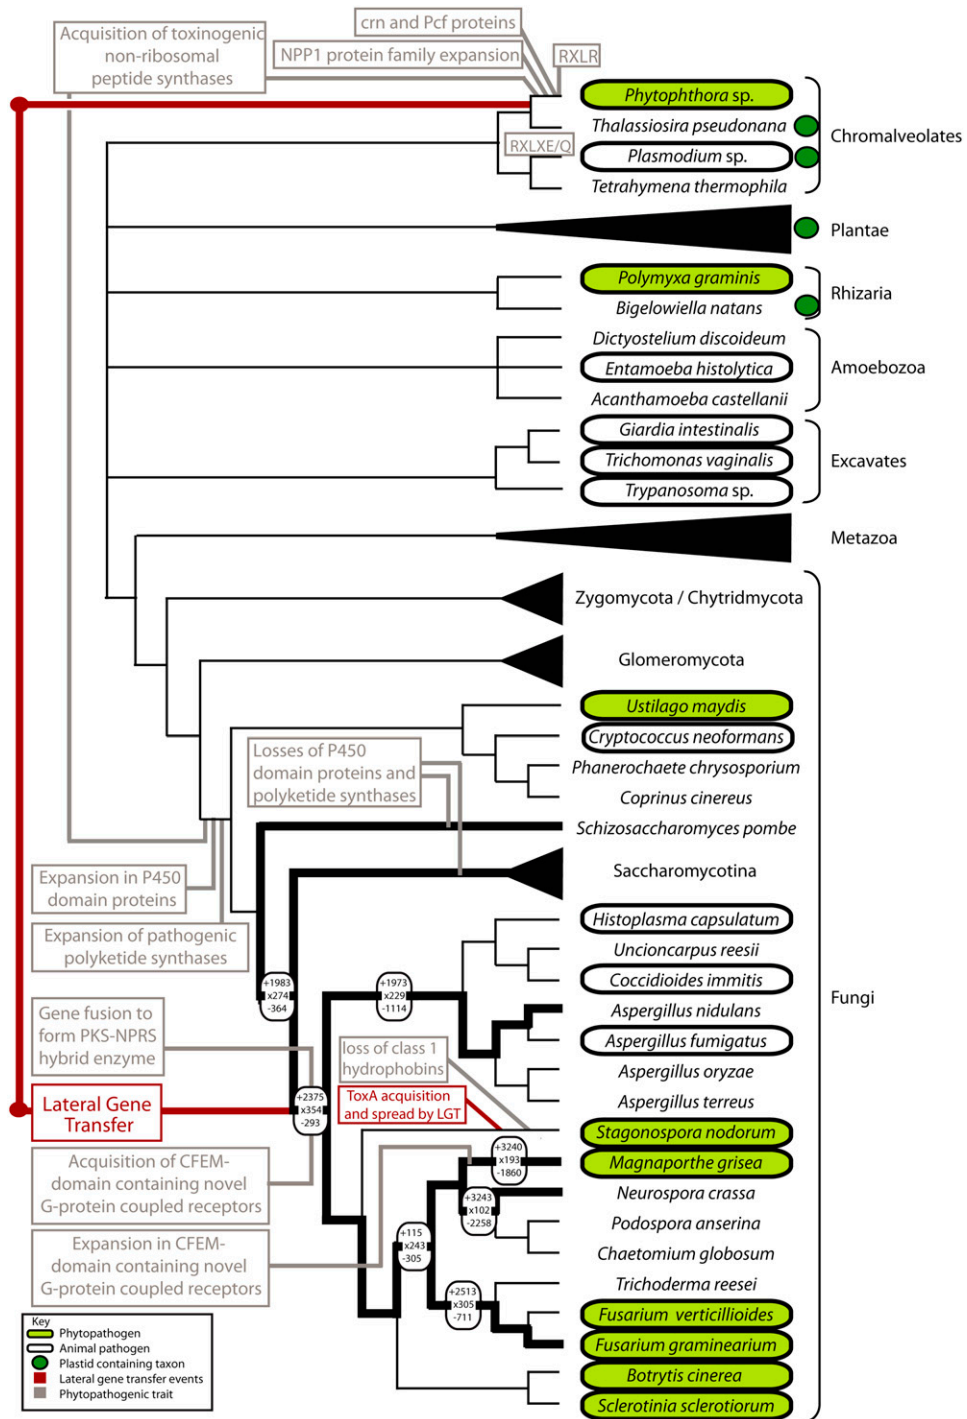 crn and Pcf proteins
Acquisition of toxinogenic
non-ribosomal
peptide synthases
NPP1 protein family expansion
RXLR
Phytophthora sp.
Thalassiosira pseudonana
Chromalveolates
RXLXE/Q
Plasmodium sp.
Tetrahymena thermophila
Plantae
Polymyxa graminis
Rhizaria
Bigelowiella natans
Dictyostelium discoideum
Entamoeba histolytica
Amoebozoa
Acanthamoeba castellanii
Giardia intestinalis
Trichomonas vaginalis
Excavates
Trypanosoma sp.
Metazoa
Zygomycota / Chytridmycota
Glomeromycota
Ustilago maydis
Cryptococcus neoformans
Losses of P450
domain proteins and
polyketide synthases
Phanerochaete chrysosporium
Coprinus cinereus
Schizosaccharomyces pombe
Saccharomycotina
Expansion in P450
domain proteins
Expansion of pathogenic
polyketide synthases
Histoplasma capsulatum
Uncioncarpus reesii
Coccidioides immitis
+1983
x274
-364
+1973
x229
-1114
Fungi
Aspergillus nidulans
Aspergillus fumigatus
Aspergillus oryzae
Aspergillus terreus
Gene fusion to
form PKS-NPRS
hybrid enzyme
loss of class 1
hydrophobins
+2375
x354
-293
ToxA acquisition
and spread by LGT
Lateral Gene
Transfer
Stagonospora nodorum
+3240
x193
-1860
Magnaporthe grisea
Acquisition of CFEM-
domain containing novel
G-protein coupled receptors
+3243
x102
-2258
Neurospora crassa
Podospora anserina
Chaetomium globosum
Expansion in CFEM-
domain containing novel
G-protein coupled receptors
+115
x243
-305
Trichoderma reesei
+2513
x305
-711
Fusarium verticillioides
Fusarium graminearium
Botrytis cinerea
Sclerotinia sclerotiorum
Key
Phytopathogen
Animal pathogen
Plastid containing taxon
Lateral gene transfer events
Phytopathogenic trait